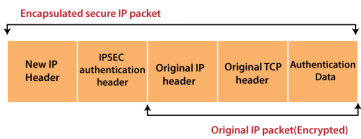 Encapsulated secure IP packet
New IP
Header
IPSEC
authentication
header
Original IP
header
Original TCP
header
Authentication
Data
Original IP packet(Encrypted)